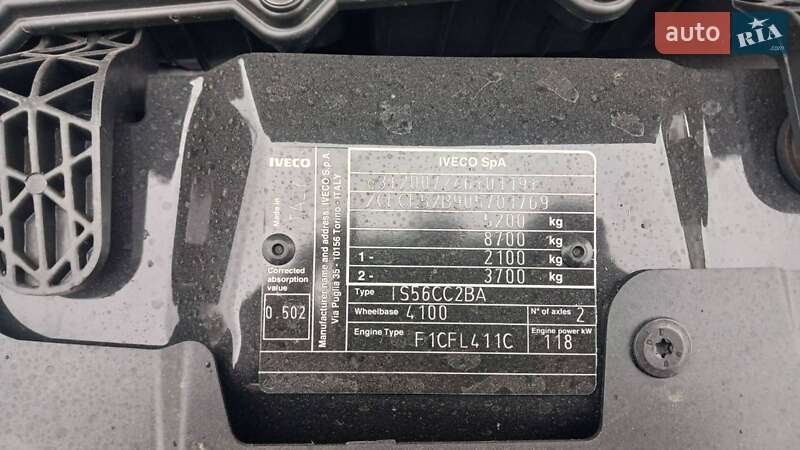 auto RIA
.com
IVECO
IVECO SpA
Made in
Manufacturer name and address: IVECO S.p.A
Via Puglia 35 - 10156 Torino - ITALY
5200 kg
8700 kg
1 - 2100 kg
2 - 3700 kg
Corrected
absorption
value
0.502
Type IS56CC2BA
Wheelbase 4100 N° of axles 2
Engine Type F1CFL411C Engine power kW 118